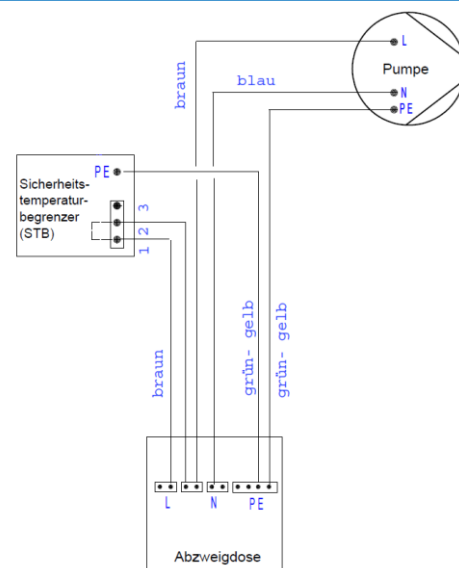 L
Pumpe
N
PE
braun
blau
PE
Sicherheits-
temperatur-
begrenzer
(STB)
3
2
1
braun
grün- gelb
grün- gelb
L
N
PE
Abzweigdose